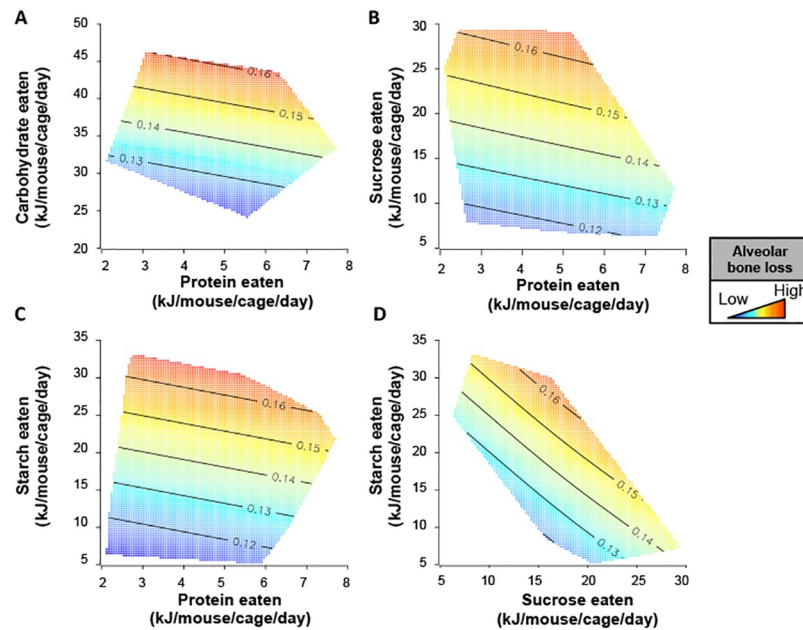 A
Carbohydrate eaten
(kJ/mouse/cage/day)
50
45
40
35
30
25
20
0.16
0.15
0.14
0.13
2 3 4 5 6 7 8
Protein eaten
(kJ/mouse/cage/day)
B
Sucrose eaten
(kJ/mouse/cage/day)
30
25
20
15
10
5
0.16
0.15
0.14
0.13
0.12
2 3 4 5 6 7 8
Protein eaten
(kJ/mouse/cage/day)
Alveolar
bone loss
Low High
C
Starch eaten
(kJ/mouse/cage/day)
35
30
25
20
15
10
5
0.16
0.15
0.14
0.13
0.12
2 3 4 5 6 7 8
Protein eaten
(kJ/mouse/cage/day)
D
Starch eaten
(kJ/mouse/cage/day)
35
30
25
20
15
10
5
0.16
0.15
0.14
0.13
5 10 15 20 25 30
Sucrose eaten
(kJ/mouse/cage/day)